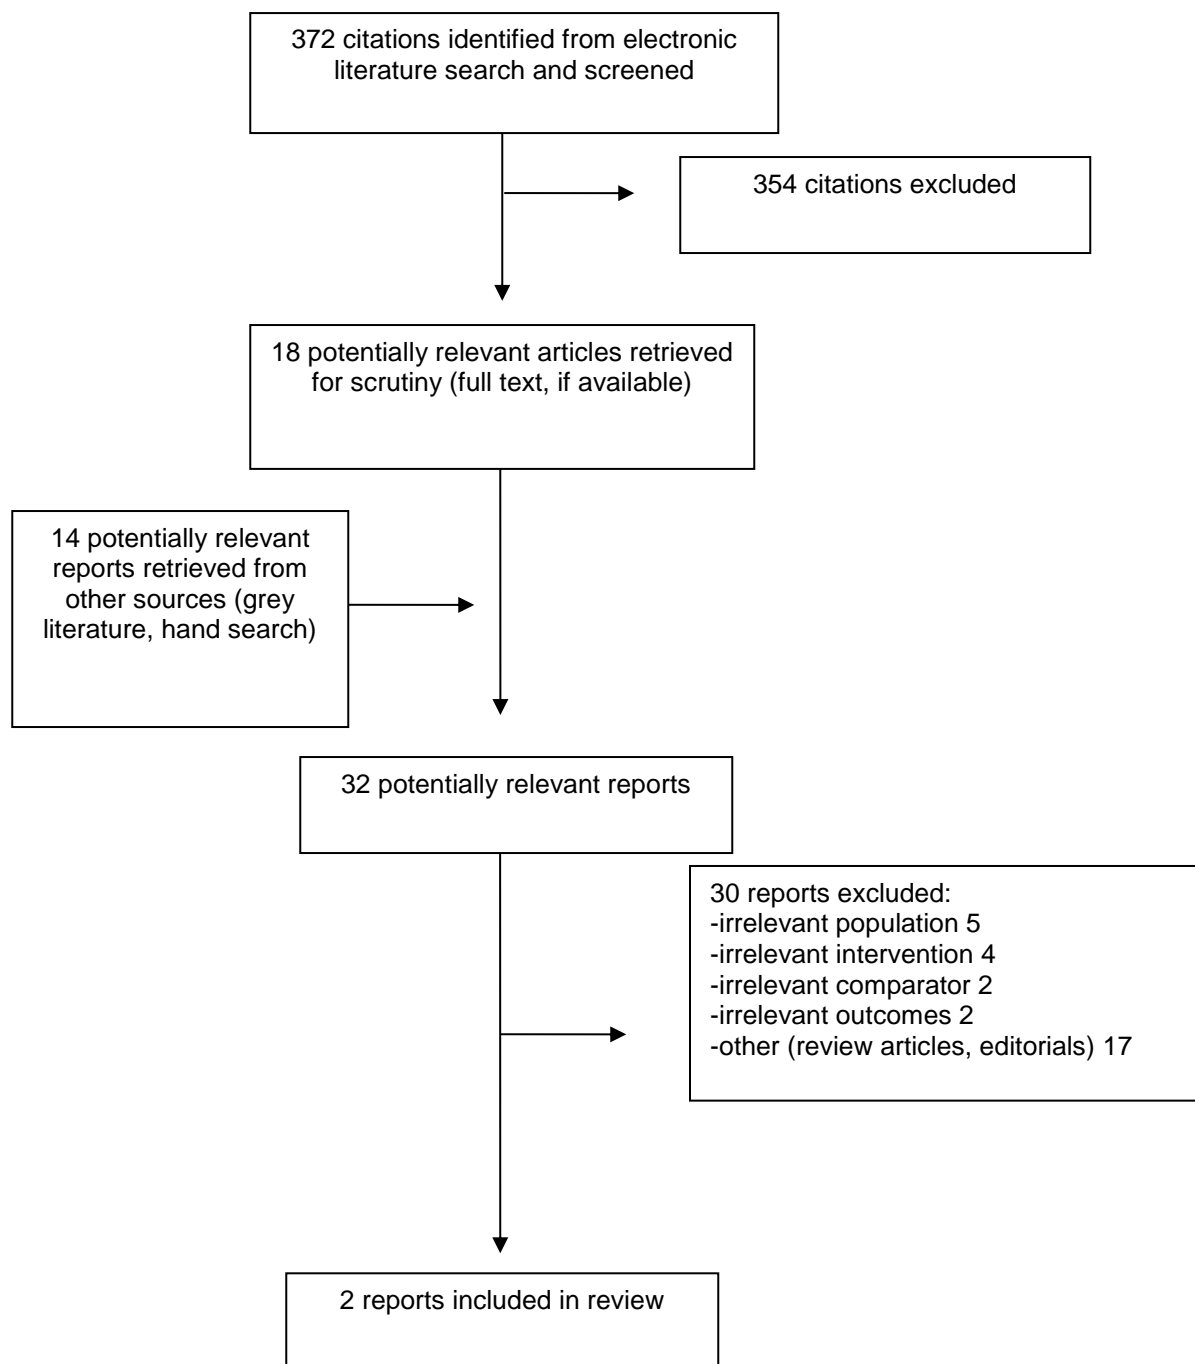 372 citations identified from electronic
literature search and screened
354 citations excluded
18 potentially relevant articles retrieved
for scrutiny (full text, if available)
14 potentially relevant
reports retrieved from
other sources (grey
literature, hand search)
32 potentially relevant reports
30 reports excluded:
-irrelevant population 5
-irrelevant intervention 4
-irrelevant comparator 2
-irrelevant outcomes 2
-other (review articles, editorials) 17
2 reports included in review